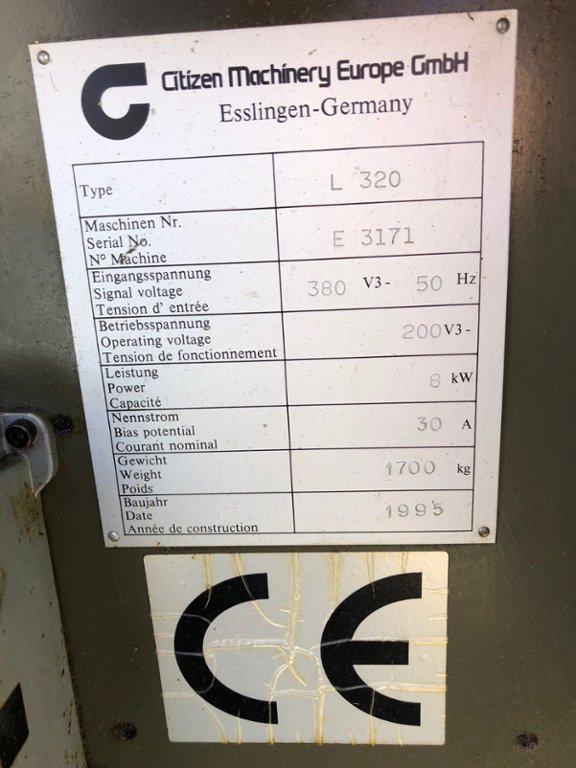 Citizen Machinery Europe GmbH
Esslingen-Germany
Type L 320
Maschinen Nr.
Serial No. E 3171
Nº Machine
Eingangsspannung
Signal voltage 380 V3~ 50 Hz
Tension d' entrée
Betriebsspannung
Operating voltage 200 V3~
Tension de fonctionnement
Leistung
Power 8 kW
Capacité
Nennstrom
Bias potential 30 A
Courant nominal
Gewicht
Weight 1700 kg
Poids
Baujahr
Date 1995
Année de construction
CE